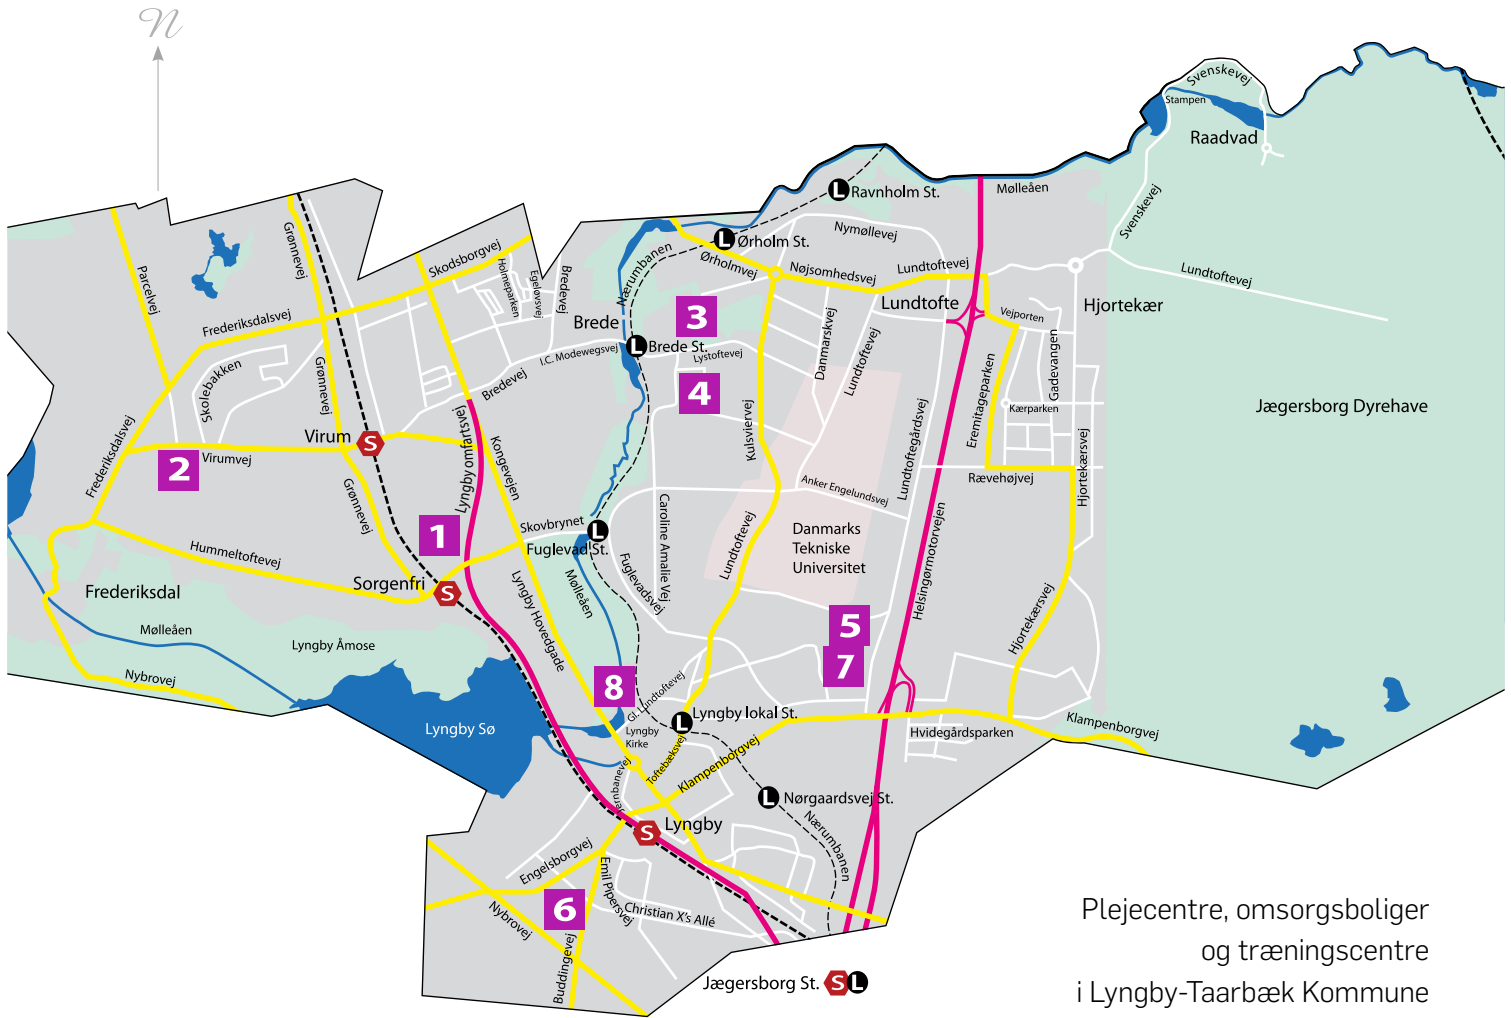 N
Svenskevej
Stampen
Raadvad
Mølleåen
L Ravnholm St.
Svenskevej
Nymøllevej
L Ørholm St.
Grønnevej
Skodsborgvej
Nærumbanen
Ørholmvej
Nøjsomhedsvej
Lundtoftevej
Lundtoftevej
Parcelvej
Holmeparken
Egeløvsvej
Bredevej
Lundtofte
Hjortekær
Frederiksdalsvej
3
Brede
Vejporten
L Brede St.
I.C. Modewegsvej
Lystoftevej
Danmarksvej
Lundtoftevej
Gadevangen
Grønnevej
Skolebakken
Bredevej
4
Eremitageparken
Kærparken
Jægersborg Dyrehave
Virum S
Lyngby omfartsvej
Kongevejen
Kulsviervej
Lundtoftegårdsvej
Hjortekærsvej
2
Virumvej
Frederiksdalsvej
Grønnevej
Anker Engelundsvej
Rævehøjvej
1
Skovbrynet
L
Fuglevad St.
Caroline Amalie Vej
Lundtoftevej
Danmarks
Tekniske
Universitet
Helsingørmotorvejen
Hummeltoftevej
Sorgenfri S
Frederiksdal
Mølleåen
Fuglevadsvej
Lyngby Hovedgade
Mølleåen
Lyngby Åmose
5
Hjortekærsvej
Nybrovej
7
8
Gl. Lundtoftevej
L Lyngby lokal St.
Lyngby Sø
Lyngby
Kirke
Hvidegårdsparken
Klampenborgvej
Toftebæksvej
Klampenborgvej
L Nørgaardsvej St.
S Lyngby
Nærumbanen
Engelsborgvej
Emil Pipersvej
6
Christian X's Allé
Nybrovej
Buddingevej
Jægersborg St. S L
Plejecentre, omsorgsboliger
og træningscentre
i Lyngby-Taarbæk Kommune